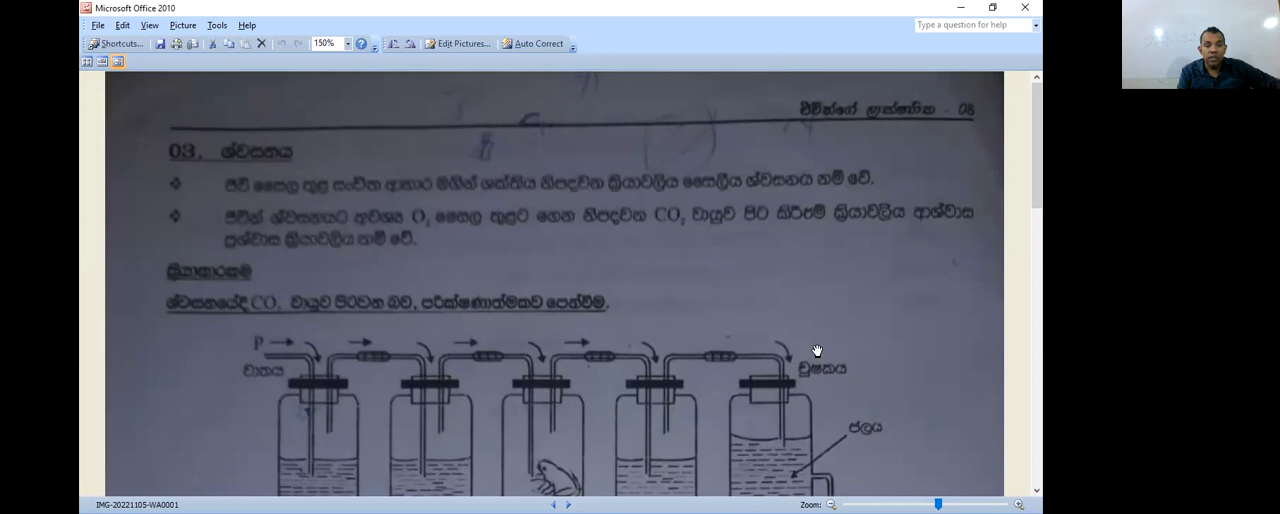 Microsoft Office 2010
File Edit View Picture Tools Help
Type a question for help
Shortcuts... 150% Edit Pictures... Auto Correct
ජීවීන්ගේ ලාක්ෂණික - 08
03. ශ්වසනය
ජීවී සෛල තුළ සංචිත ආහාර මගින් ශක්තිය නිපදවන ක්‍රියාවලිය සෛලීය ශ්වසනය නම් වේ.
ජීවීන් ශ්වසනයට අවශ්‍ය O₂ සෛල තුළට ගෙන නිපදවන CO₂ වායුව පිට කිරීමේ ක්‍රියාවලිය ආශ්වාස
ප්‍රශ්වාස ක්‍රියාවලිය නම් වේ.
ක්‍රියාකාරකම
ශ්වසනයේදී CO₂ වායුව පිටවන බව, පරීක්ෂණාත්මකව පෙන්වීම.
P
වාතය
චූෂකය
ජලය
IMG-20221105-WA0001
Zoom: